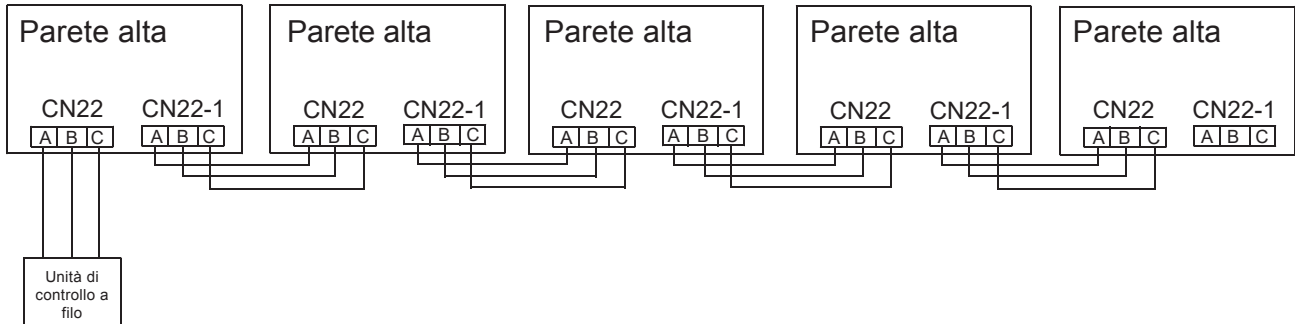 Parete alta Parete alta Parete alta Parete alta Parete alta
CN22 CN22-1 CN22 CN22-1 CN22 CN22-1 CN22 CN22-1 CN22 CN22-1
A B C A B C A B C A B C A B C A B C A B C A B C A B C A B C
Unità di
controllo a
filo